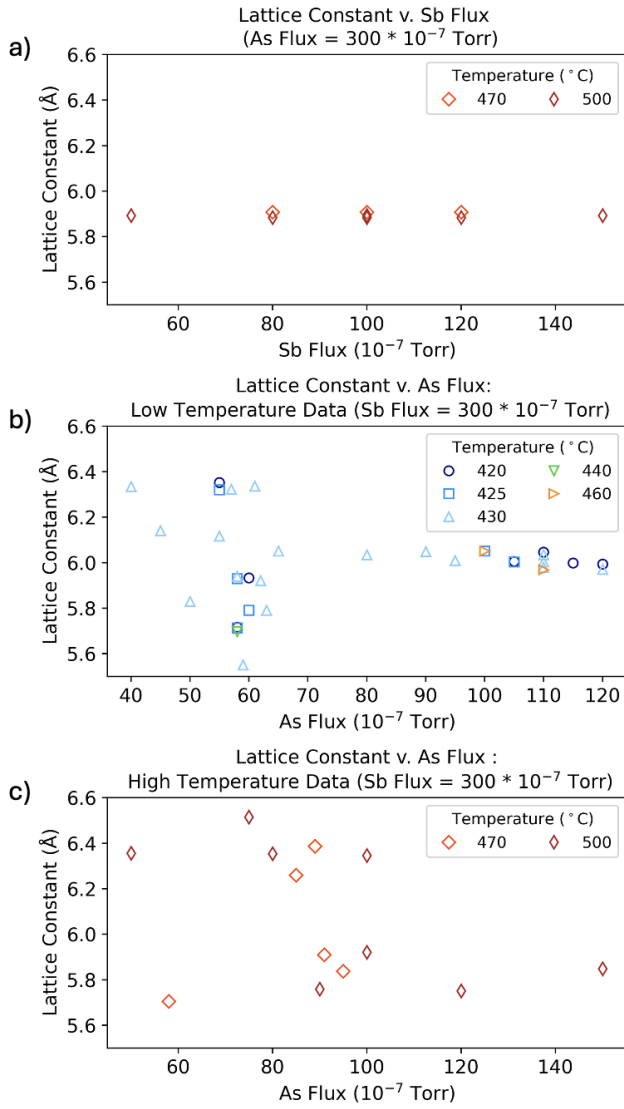 Lattice Constant v. Sb Flux
(As Flux = 300 * 10⁻⁷ Torr)
a)
Temperature (°C)
470 500
6.6
6.4
6.2
6.0
5.8
5.6
Lattice Constant (Å)
60 80 100 120 140
Sb Flux (10⁻⁷ Torr)
Lattice Constant v. As Flux:
Low Temperature Data (Sb Flux = 300 * 10⁻⁷ Torr)
b)
Temperature (°C)
420 440
425 460
430
6.6
6.4
6.2
6.0
5.8
5.6
Lattice Constant (Å)
40 50 60 70 80 90 100 110 120
As Flux (10⁻⁷ Torr)
Lattice Constant v. As Flux :
High Temperature Data (Sb Flux = 300 * 10⁻⁷ Torr)
c)
Temperature (°C)
470 500
6.6
6.4
6.2
6.0
5.8
5.6
Lattice Constant (Å)
60 80 100 120 140
As Flux (10⁻⁷ Torr)